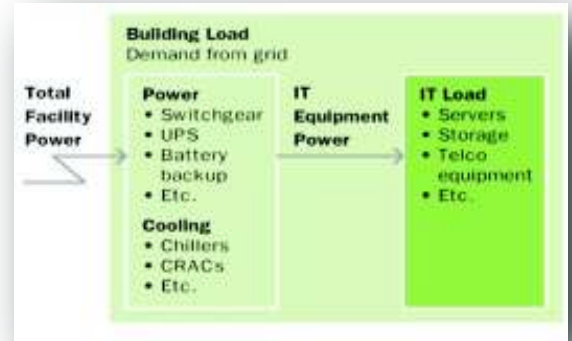 Building Load
Demand from grid
Total
Facility
Power
Power
• Switchgear
• UPS
• Battery
backup
• Etc.
Cooling
• Chillers
• CRACs
• Etc.
IT
Equipment
Power
IT Load
• Servers
• Storage
• Telco
equipment
• Etc.